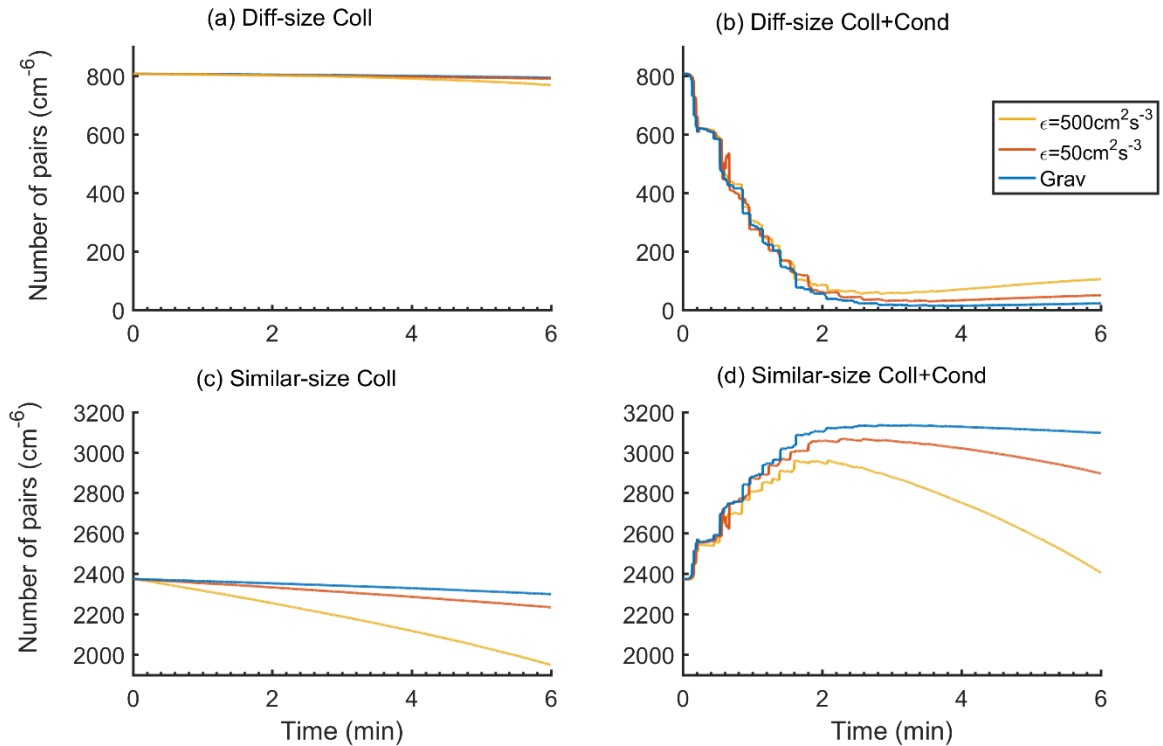 (a) Diff-size Coll
Number of pairs (cm⁻⁶)
800
600
400
200
0
0 2 4 6
(b) Diff-size Coll+Cond
800
600
400
200
0
0 2 4 6
ϵ=500cm²s⁻³
ϵ=50cm²s⁻³
Grav
(c) Similar-size Coll
Number of pairs (cm⁻⁶)
3200
3000
2800
2600
2400
2200
2000
0 2 4 6
Time (min)
(d) Similar-size Coll+Cond
3200
3000
2800
2600
2400
2200
2000
0 2 4 6
Time (min)